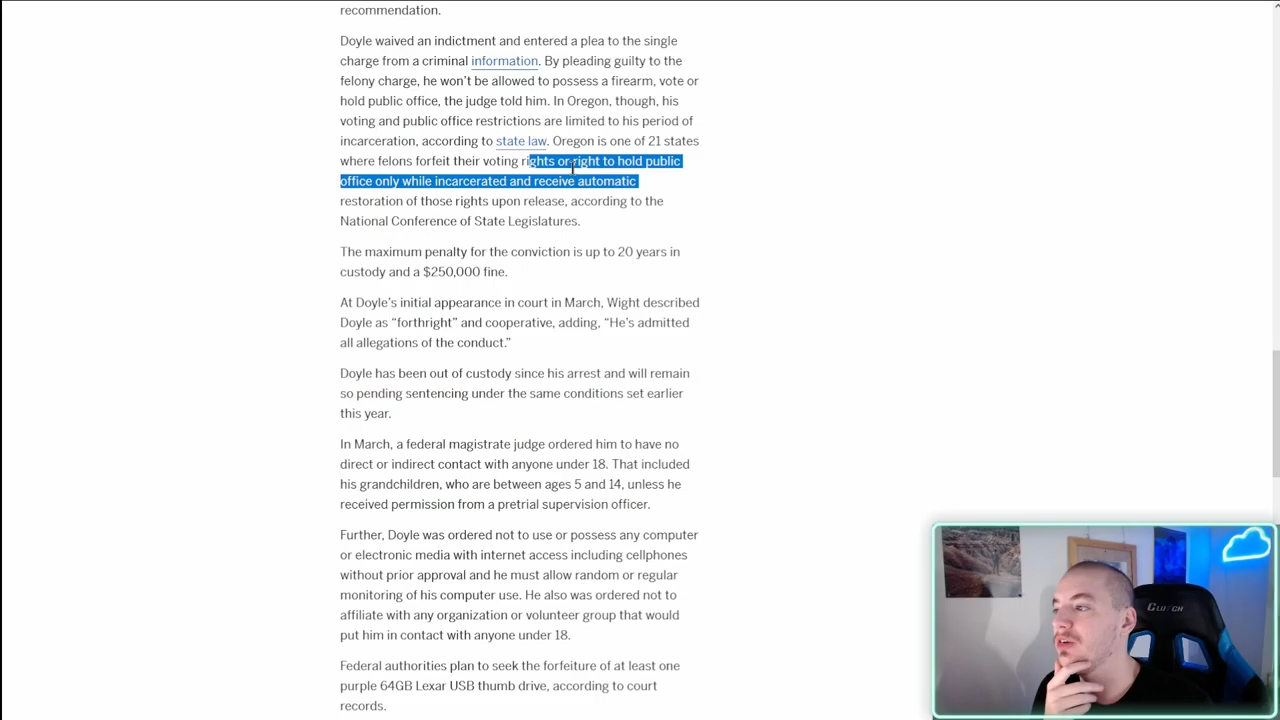 recommendation.
Doyle waived an indictment and entered a plea to the single
charge from a criminal information. By pleading guilty to the
felony charge, he won’t be allowed to possess a firearm, vote or
hold public office, the judge told him. In Oregon, though, his
voting and public office restrictions are limited to his period of
incarceration, according to state law. Oregon is one of 21 states
where felons forfeit their voting rights or right to hold public
office only while incarcerated and receive automatic
restoration of those rights upon release, according to the
National Conference of State Legislatures.
The maximum penalty for the conviction is up to 20 years in
custody and a $250,000 fine.
At Doyle’s initial appearance in court in March, Wight described
Doyle as “forthright” and cooperative, adding, “He’s admitted
all allegations of the conduct.”
Doyle has been out of custody since his arrest and will remain
so pending sentencing under the same conditions set earlier
this year.
In March, a federal magistrate judge ordered him to have no
direct or indirect contact with anyone under 18. That included
his grandchildren, who are between ages 5 and 14, unless he
received permission from a pretrial supervision officer.
Further, Doyle was ordered not to use or possess any computer
or electronic media with internet access including cellphones
without prior approval and he must allow random or regular
monitoring of his computer use. He also was ordered not to
affiliate with any organization or volunteer group that would
put him in contact with anyone under 18.
Federal authorities plan to seek the forfeiture of at least one
purple 64GB Lexar USB thumb drive, according to court
records.
CLUTCH